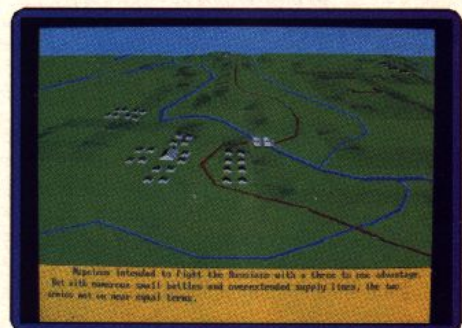 Napoleon intended to fight the Russians with a three to one advantage.
But with numerous small battles and overextended supply lines, the two
armies met on near equal terms.